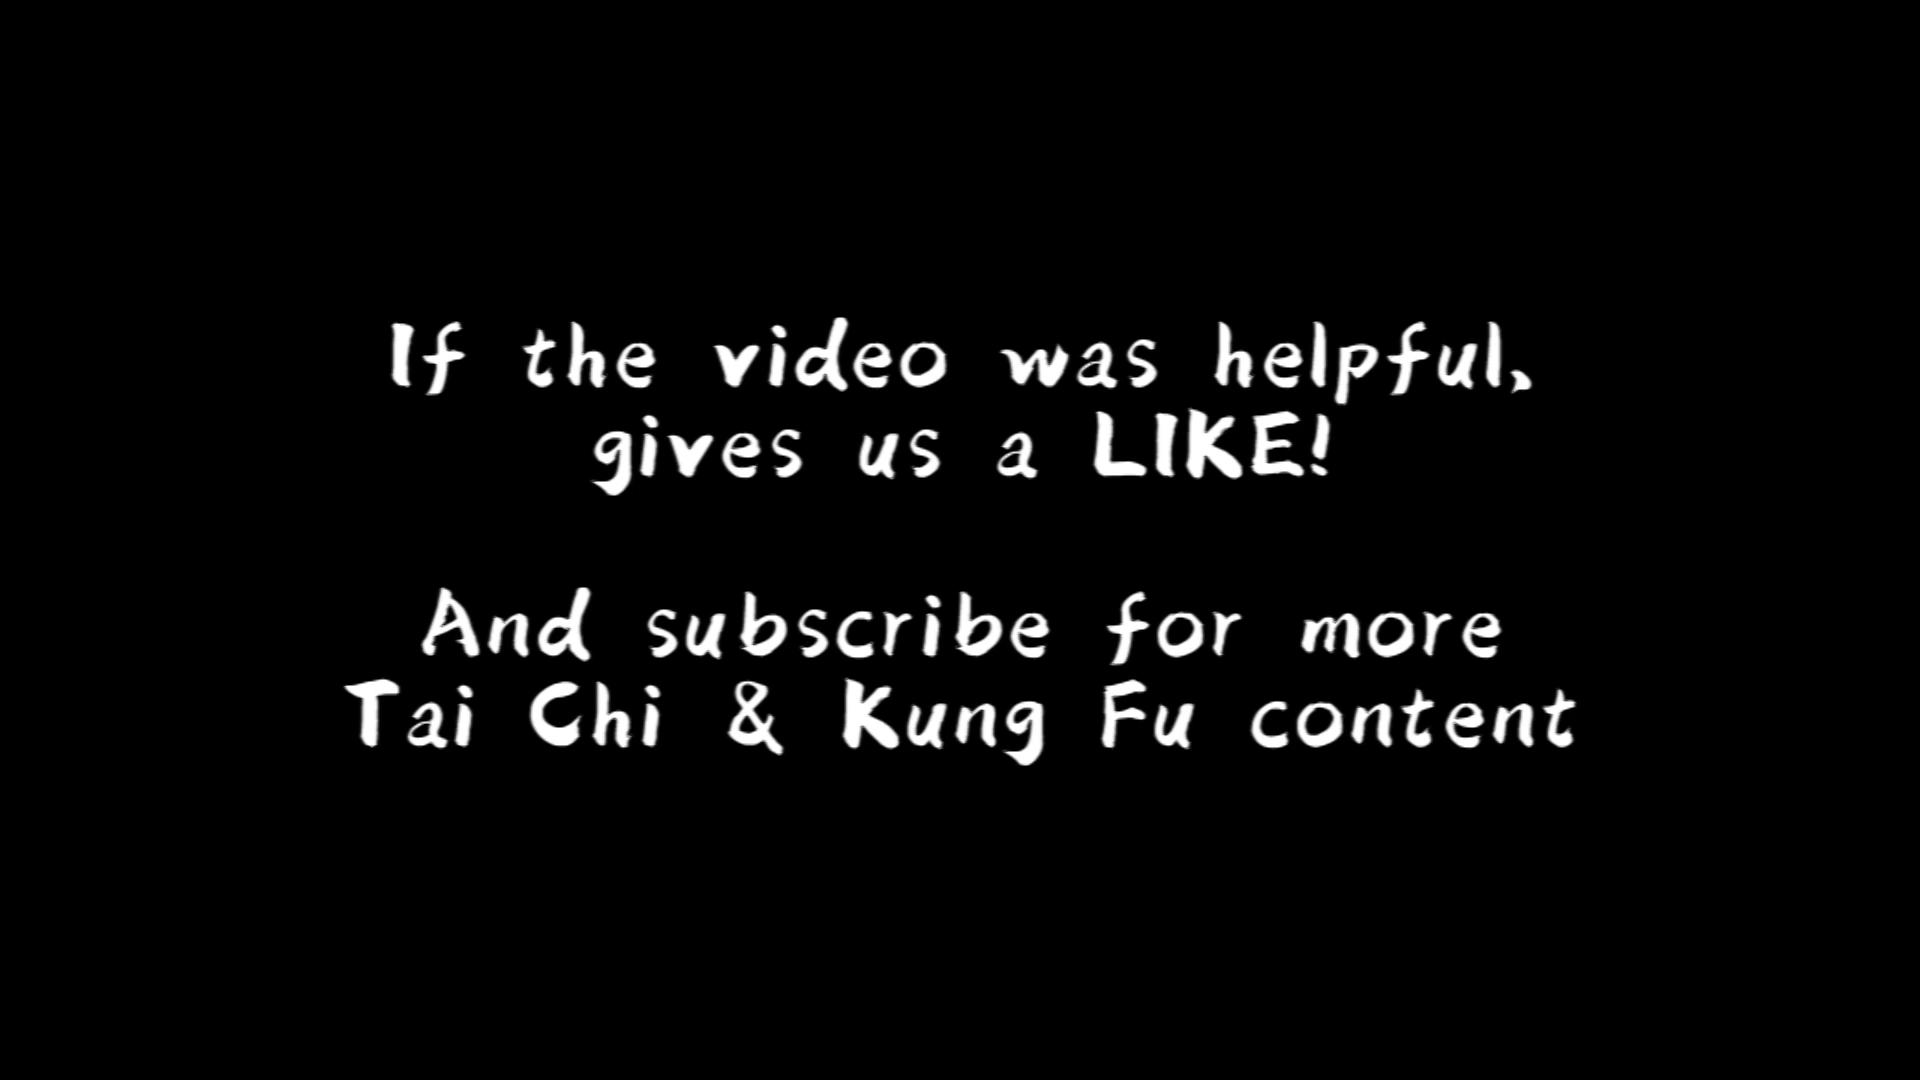 If the video was helpful,
gives us a LIKE!
And subscribe for more
Tai Chi & Kung Fu content